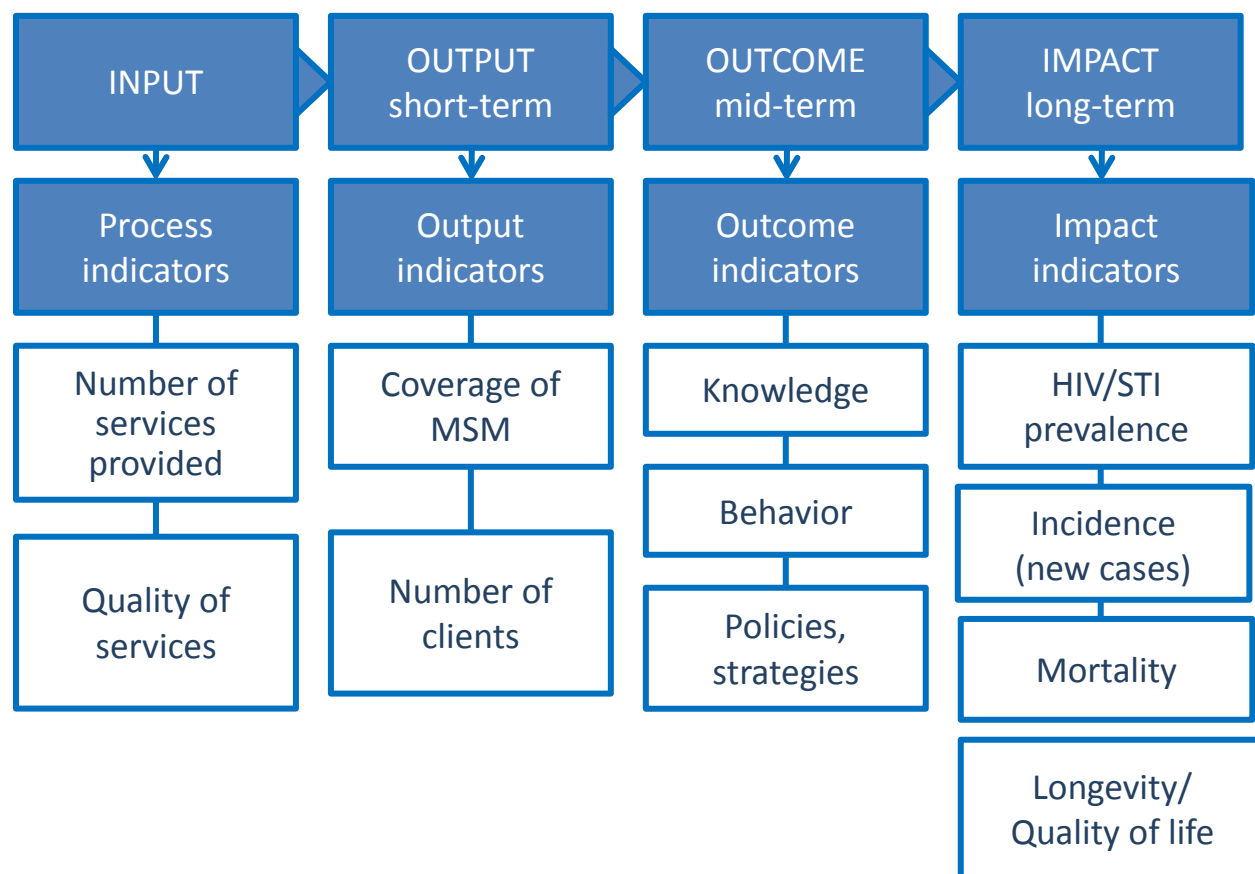 INPUT
OUTPUT
short-term
OUTCOME
mid-term
IMPACT
long-term
Process
indicators
Output
indicators
Outcome
indicators
Impact
indicators
Number of
services
provided
Quality of
services
Coverage of
MSM
Number of
clients
Knowledge
Behavior
Policies,
strategies
HIV/STI
prevalence
Incidence
(new cases)
Mortality
Longevity/
Quality of life